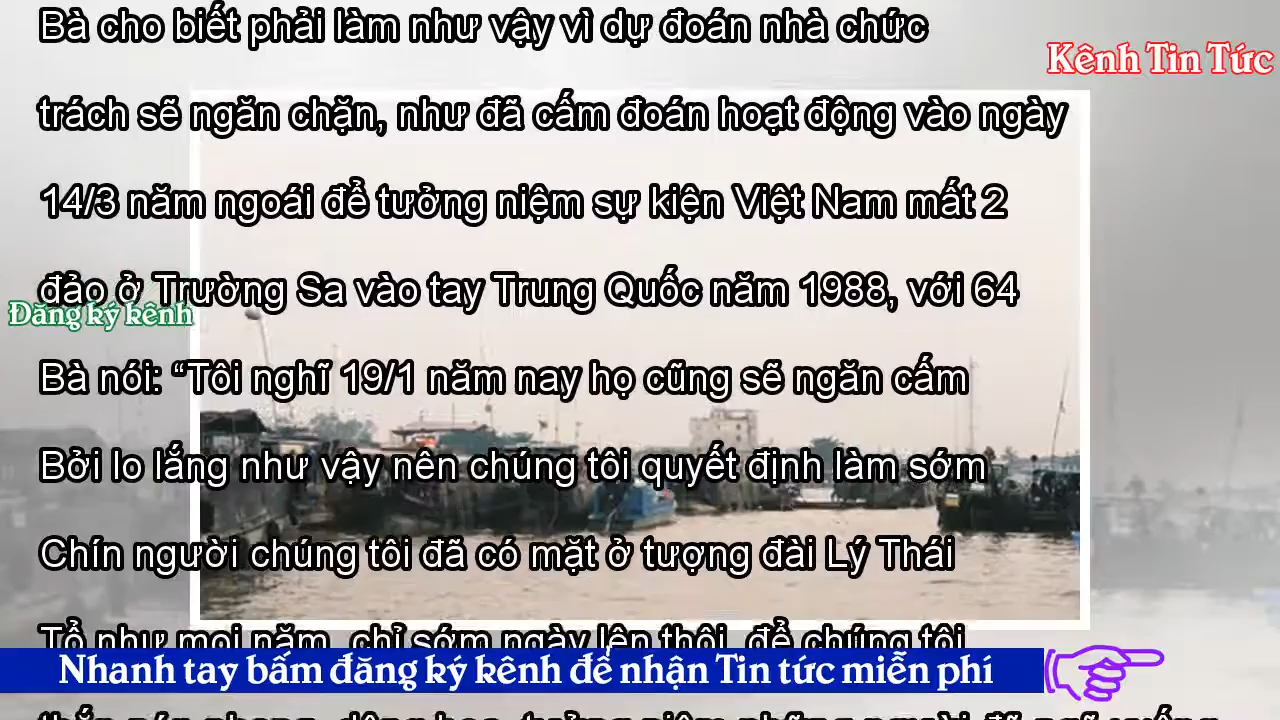 Bà cho biết phải làm như vậy vì dự đoán nhà chức
Kênh Tin Tức
trách sẽ ngăn chặn, như đã cấm đoán hoạt động vào ngày
14/3 năm ngoái để tưởng niệm sự kiện Việt Nam mất 2
đảo ở Trường Sa vào tay Trung Quốc năm 1988, với 64
Đăng ký kênh
Bà nói: “Tôi nghĩ 19/1 năm nay họ cũng sẽ ngăn cấm
Bởi lo lắng như vậy nên chúng tôi quyết định làm sớm
Chín người chúng tôi đã có mặt ở tượng đài Lý Thái
Tổ như mọi năm, chỉ sớm ngày lên thôi, để chúng tôi
Nhanh tay bấm đăng ký kênh để nhận Tin tức miễn phí